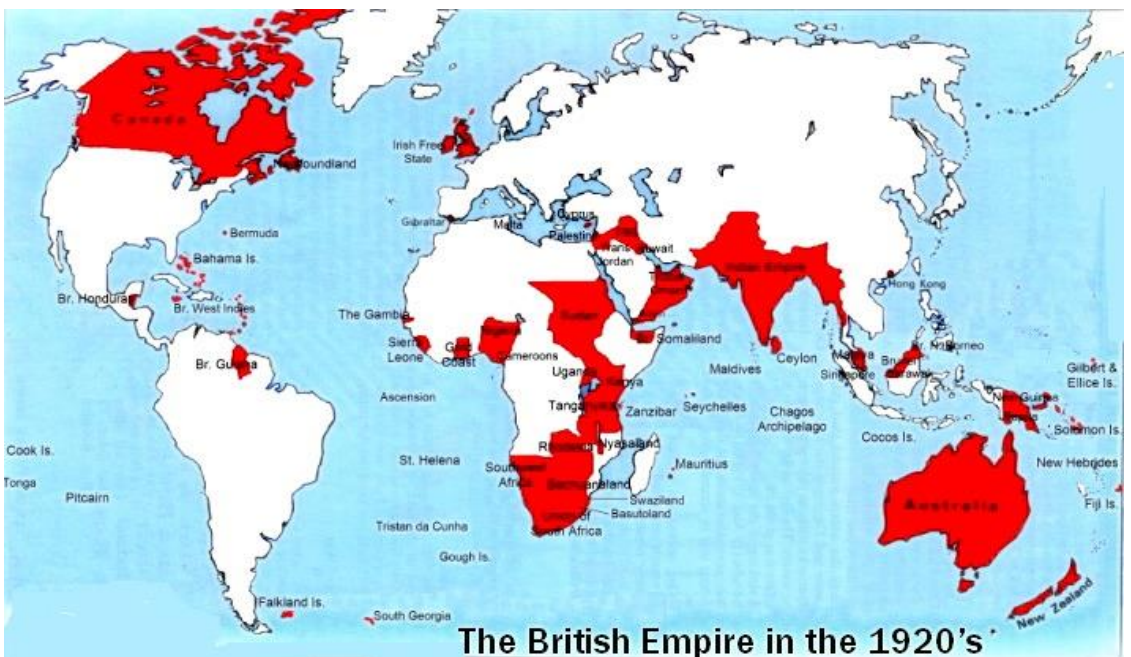 Canada
Irish Free
State
Newfoundland
Gibraltar
Malta
Cyprus
Palestine
Trans
Jordan
Kuwait
Bermuda
Bahama Is.
Indian Empire
Hong Kong
Br. Honduras
Br. West Indies
The Gambia
Sierra
Leone
Gold
Coast
Nigeria
Cameroons
Sudan
Somaliland
Br. Guiana
Uganda
Kenya
Maldives
Ceylon
Malaya
Singapore
Brunei
Sarawak
Br. N. Borneo
Gilbert &
Ellice Is.
Ascension
Tanganyika
Zanzibar
Seychelles
Chagos
Archipelago
Cocos Is.
New Guinea
Solomon Is.
Cook Is.
Tonga
Pitcairn
St. Helena
Rhodesia
Nyasaland
Mauritius
New Hebrides
Fiji Is.
Southwest
Africa
Bechuanaland
Swaziland
Basutoland
Union of
South Africa
Australia
Tristan da Cunha
Gough Is.
Falkland Is.
South Georgia
New Zealand
The British Empire in the 1920's